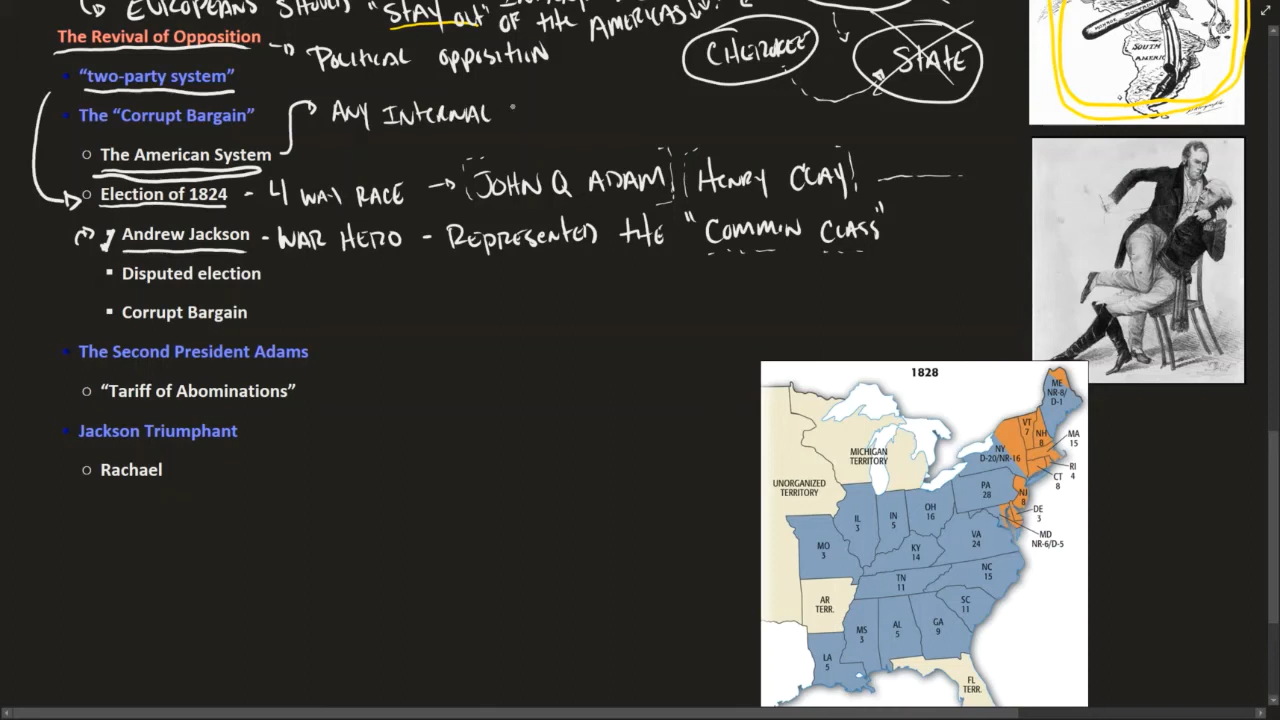 ↳ EUROPEANS SHOULD "STAY OUT" OF THE AMERICAS
The Revival of Opposition → POLITICAL OPPOSITION
CHEROKEE
STATE
SOUTH
AMERICA
"two-party system"
The "Corrupt Bargain"
ANY INTERNAL
The American System
Election of 1824 - 4 WAY RACE → JOHN Q ADAM HENRY CLAY
Andrew Jackson - WAR HERO - REPRESENTED THE "COMMON CLASS"
Disputed election
Corrupt Bargain
The Second President Adams
"Tariff of Abominations"
Jackson Triumphant
Rachael
1828
ME
NR-8/
D-1
VT
7
NH
8
MA
15
NY
D-20/NR-16
RI
4
CT
8
MICHIGAN
TERRITORY
UNORGANIZED
TERRITORY
PA
28
NJ
8
DE
3
MD
NR-6/D-5
IL
3
IN
5
OH
16
VA
24
MO
3
KY
14
NC
15
TN
11
SC
11
AR
TERR.
MS
3
AL
5
GA
9
LA
5
FL
TERR.